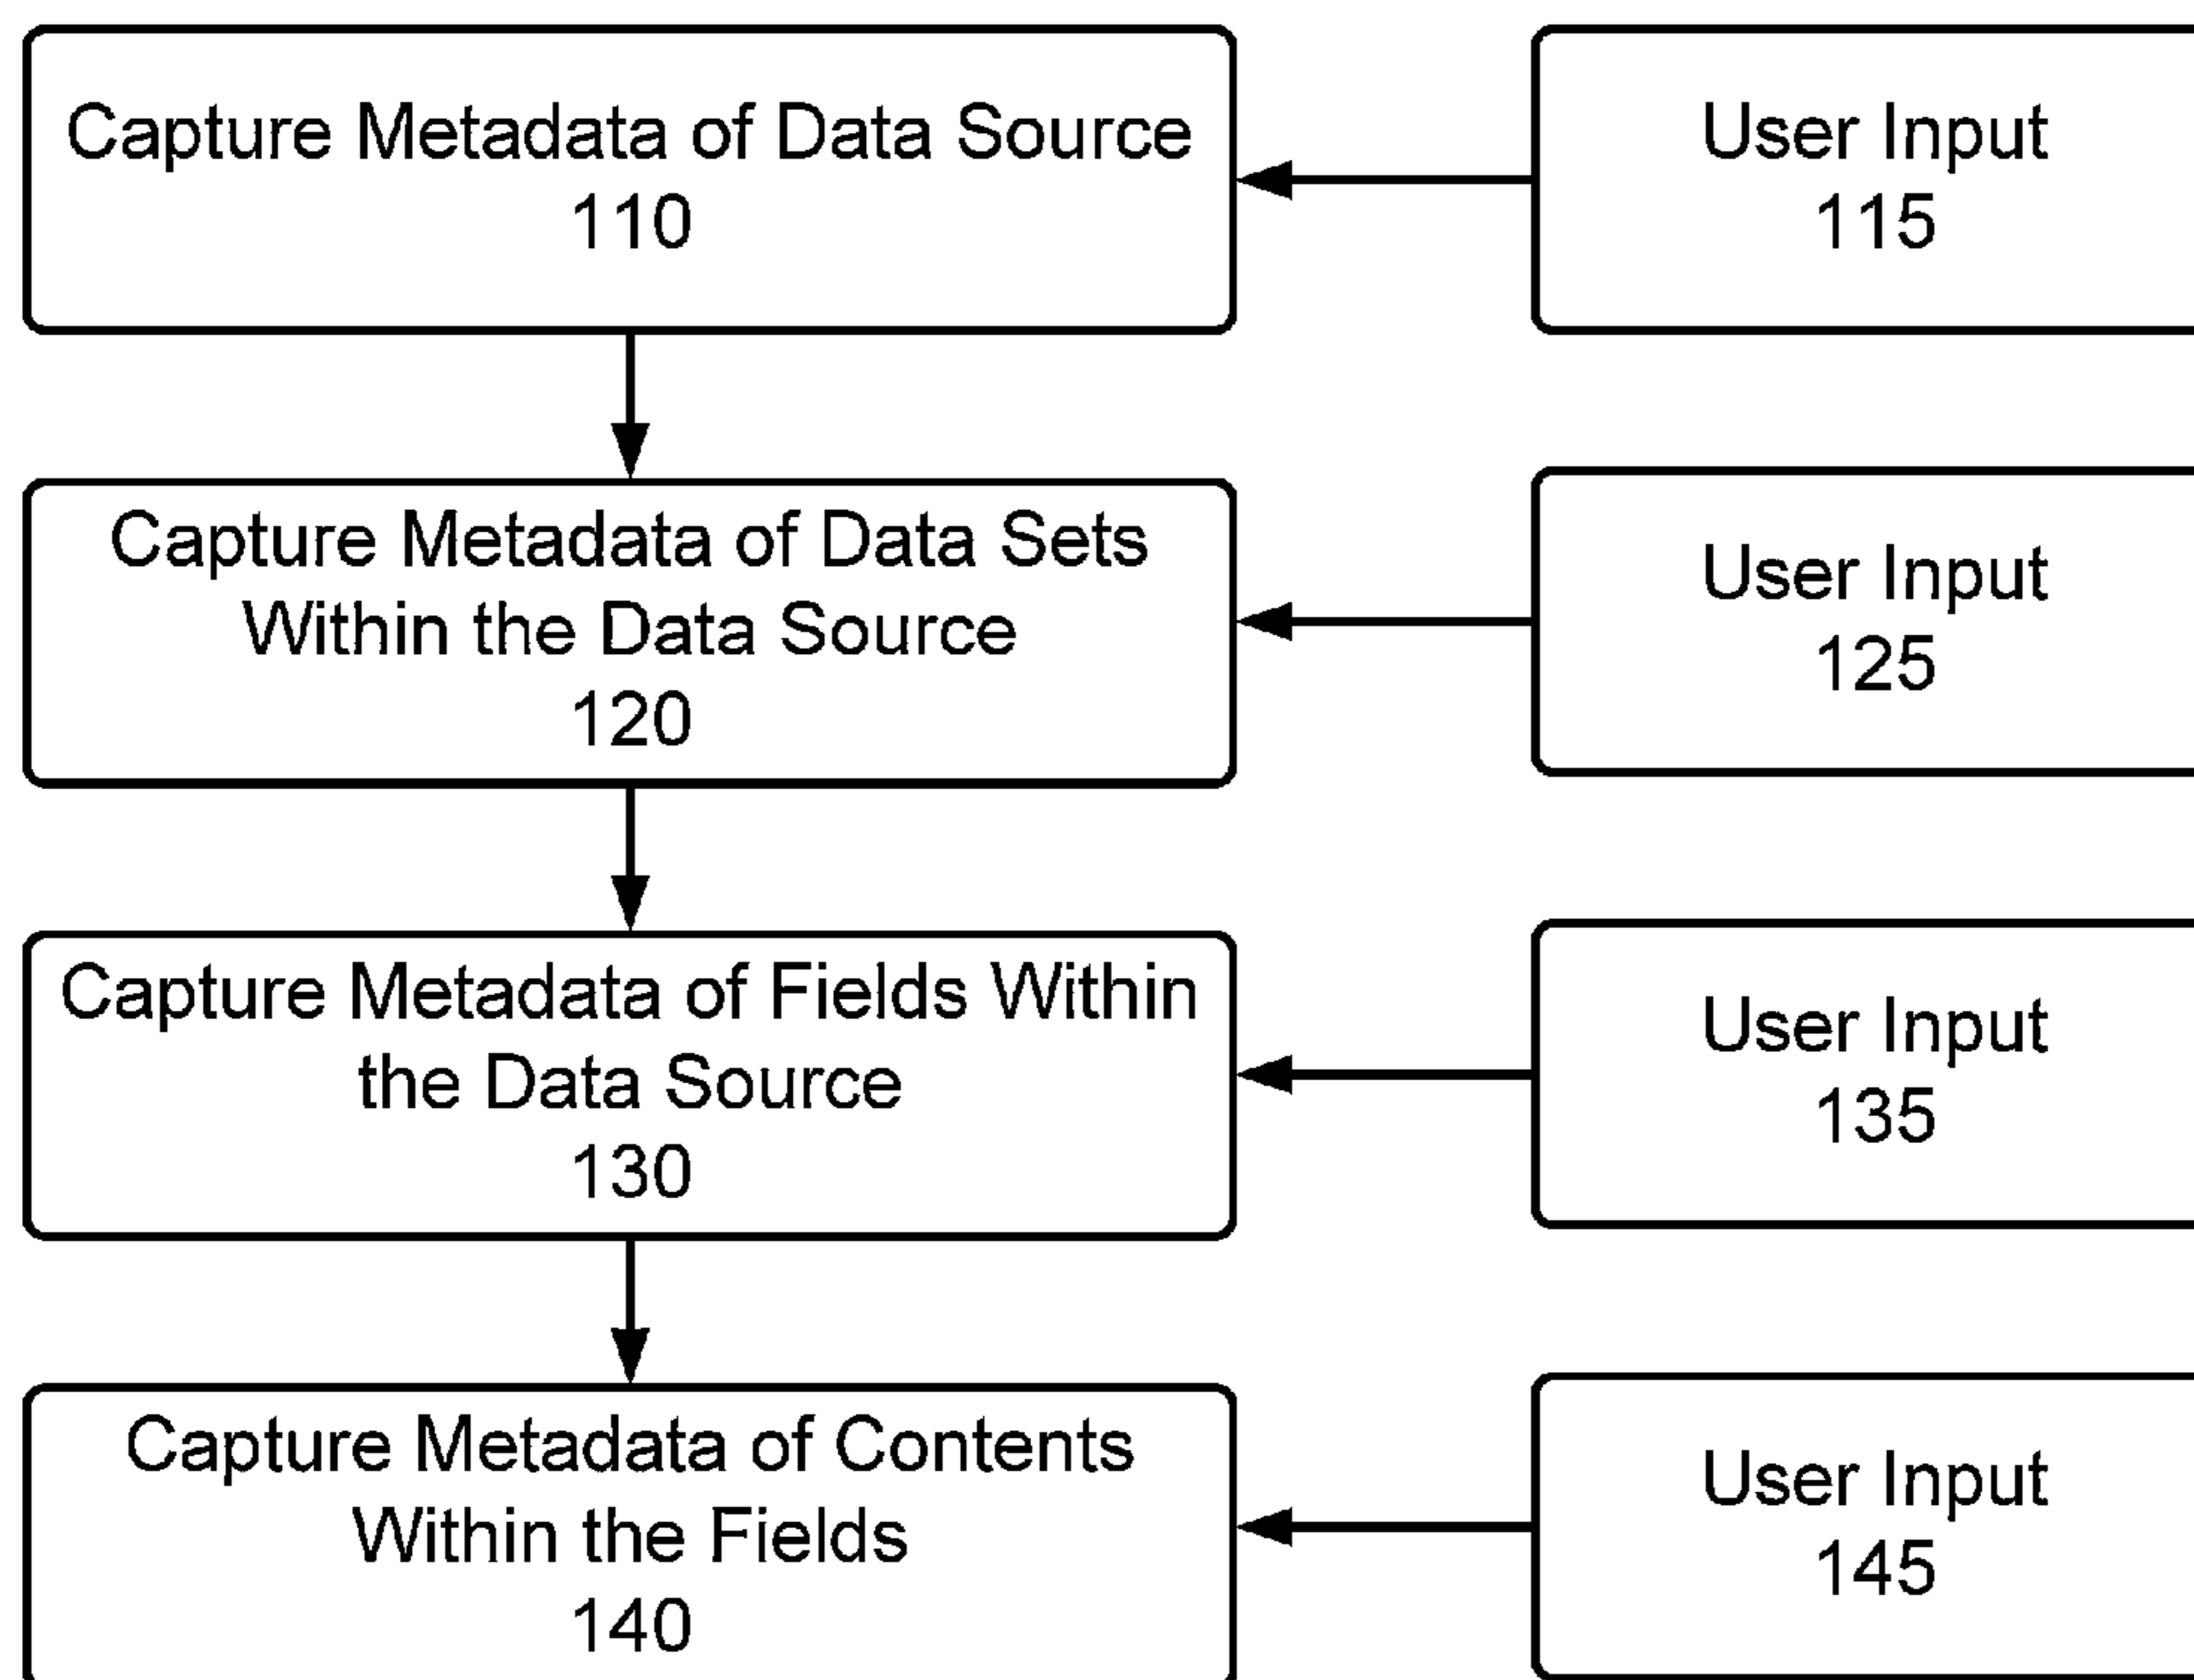 Capture Metadata of Data Source
110
User Input
115
Capture Metadata of Data Sets
Within the Data Source
120
User Input
125
Capture Metadata of Fields Within
the Data Source
130
User Input
135
Capture Metadata of Contents
Within the Fields
140
User Input
145